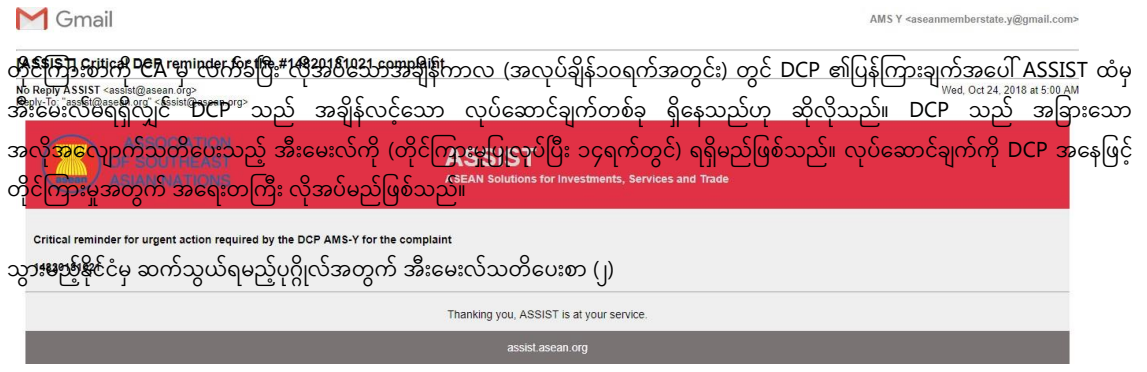 Gmail
AMS Y <aseanmemberstate.y@gmail.com>
[ASSIST] Critical DCP reminder for the #14820181021 complaint
တိုင်ကြားစာကို CA မှ လက်ခံပြီး လိုအပ်သောအချိန်ကာလ (အလုပ်ချိန်၁၀ရက်အတွင်း) တွင် DCP ၏ပြန်ကြားချက်အပေါ် ASSIST ထံမှ
No Reply ASSIST <assist@asean.org>
Wed, Oct 24, 2018 at 5:00 AM
Reply-To: "assist@asean.org" <assist@asean.org>
အီးမေးလ်မရရှိလျှင် DCP သည် အချိန်လင့်သော လုပ်ဆောင်ချက်တစ်ခု ရှိနေသည်ဟု ဆိုလိုသည်။ DCP သည် အခြားသော
ASSOCIATION
OF SOUTHEAST
ASIAN NATIONS
ASSIST
အလိုအလျောက်သတိပေးသည့် အီးမေးလ်ကို (တိုင်ကြားမှုပြုလုပ်ပြီး ၁၄ရက်တွင်) ရရှိမည်ဖြစ်သည်။ လုပ်ဆောင်ချက်ကို DCP အနေဖြင့်
ASEAN Solutions for Investments, Services and Trade
တိုင်ကြားမှုအတွက် အရေးတကြီး လိုအပ်မည်ဖြစ်သည်။
Critical reminder for urgent action required by the DCP AMS-Y for the complaint
14820181021
သွားမည့်နိုင်ငံမှ ဆက်သွယ်ရမည့်ပုဂ္ဂိုလ်အတွက် အီးမေးလ်သတိပေးစာ (၂)
Thanking you, ASSIST is at your service.
assist.asean.org